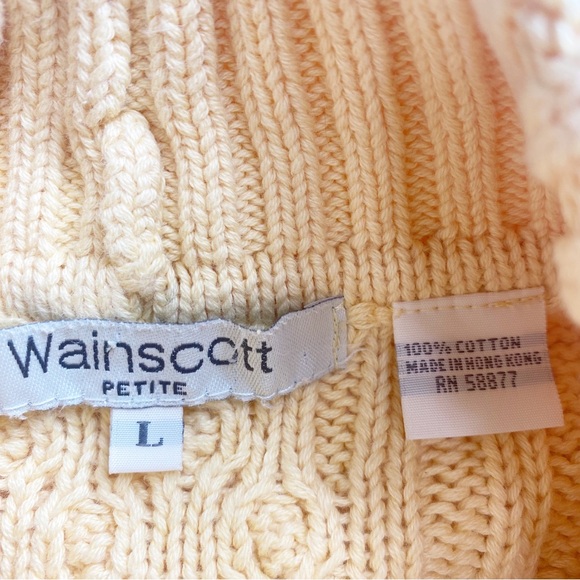 Wainscott
PETITE
L
100% COTTON
MADE IN HONG KONG
RN 58877